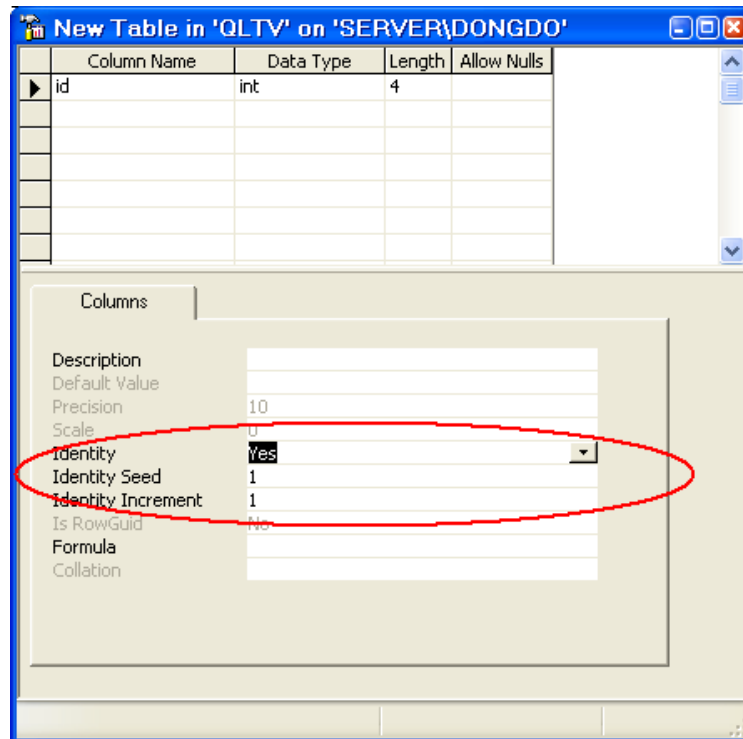 New Table in 'QLTV' on 'SERVER\DONGDO'
Column Name Data Type Length Allow Nulls
id int 4
Columns
Description
Default Value
Precision 10
Scale 0
Identity Yes
Identity Seed 1
Identity Increment 1
Is RowGuid No
Formula
Collation